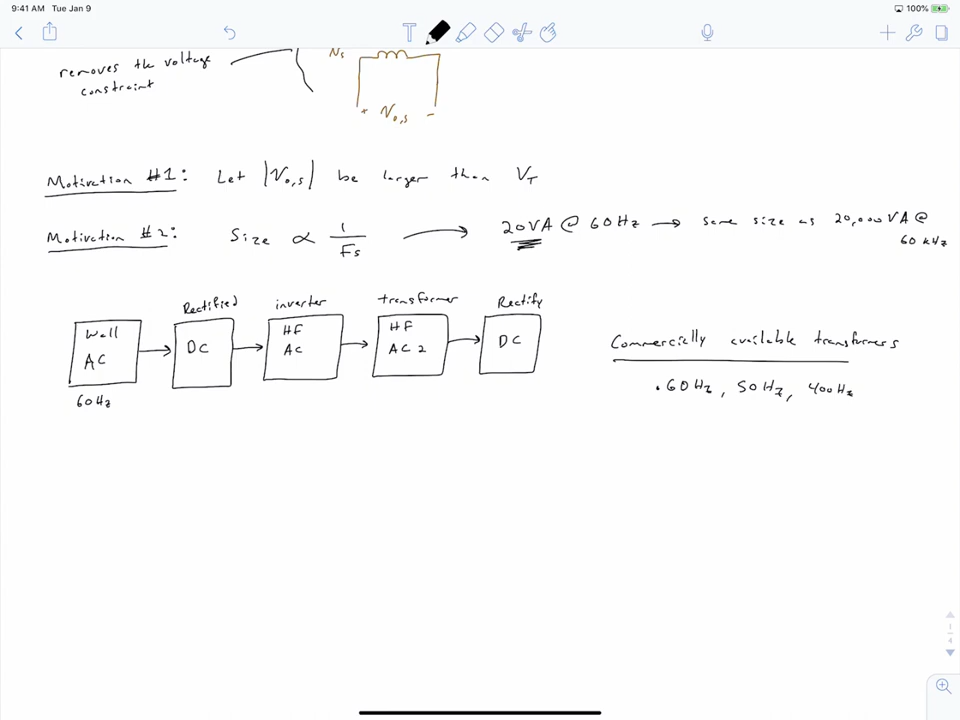 9:41 AM Tue Jan 9
100%
removes the voltage
constraint
Ns
+ Vo,s -
Motivation #1: Let |Vo,s| be larger than VT
Motivation #2: Size ∝ 1/Fs → 20VA @ 60Hz → same size as 20,000VA @
60 kHz
Rectified inverter transformer Rectify
Wall
AC
DC
HF
AC
HF
AC 2
DC
60Hz
Commercially available transformers
. 60Hz, 50Hz, 400Hz
1
4